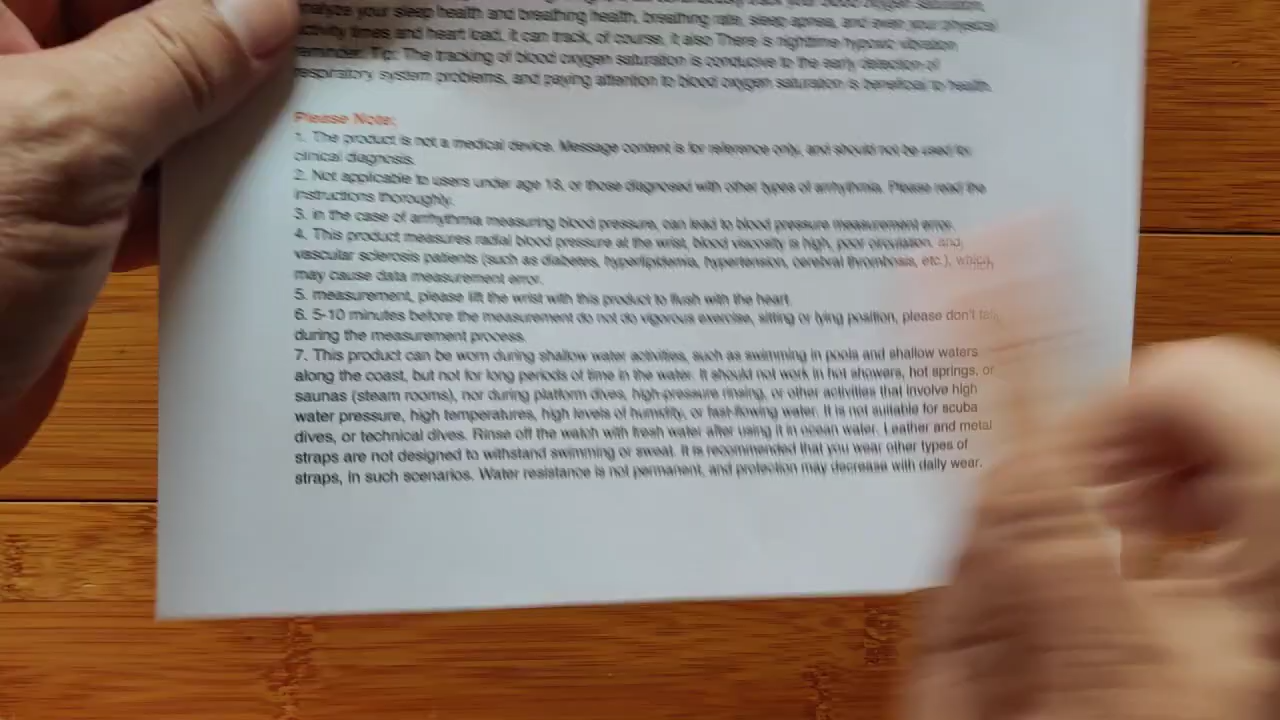 analyze your sleep health and breathing health, breathing rate, sleep apnea, and even your physical
activity times and heart load, it can track, of course, it also There is nighttime hypoxic vibration
reminder. Tip: The tracking of blood oxygen saturation is conducive to the early detection of
respiratory system problems, and paying attention to blood oxygen saturation is beneficial to health.
Please Note:
1. The product is not a medical device. Message content is for reference only, and should not be used for
clinical diagnosis.
2. Not applicable to users under age 18, or those diagnosed with other types of arrhythmia. Please read the
instructions thoroughly.
3. in the case of arrhythmia measuring blood pressure, can lead to blood pressure measurement error.
4. This product measures radial blood pressure at the wrist, blood viscosity is high, poor circulation, and
vascular sclerosis patients (such as diabetes, hyperlipidemia, hypertension, cerebral thrombosis, etc.), which
may cause data measurement error.
5. measurement, please lift the wrist with this product to flush with the heart.
6. 5-10 minutes before the measurement do not do vigorous exercise, sitting or lying position, please don't talk
during the measurement process.
7. This product can be worn during shallow water activities, such as swimming in pools and shallow waters
along the coast, but not for long periods of time in the water. It should not work in hot showers, hot springs, or
saunas (steam rooms), nor during platform dives, high-pressure rinsing, or other activities that involve high
water pressure, high temperatures, high levels of humidity, or fast-flowing water. It is not suitable for scuba
dives, or technical dives. Rinse off the watch with fresh water after using it in ocean water. Leather and metal
straps are not designed to withstand swimming or sweat. It is recommended that you wear other types of
straps, in such scenarios. Water resistance is not permanent, and protection may decrease with daily wear.